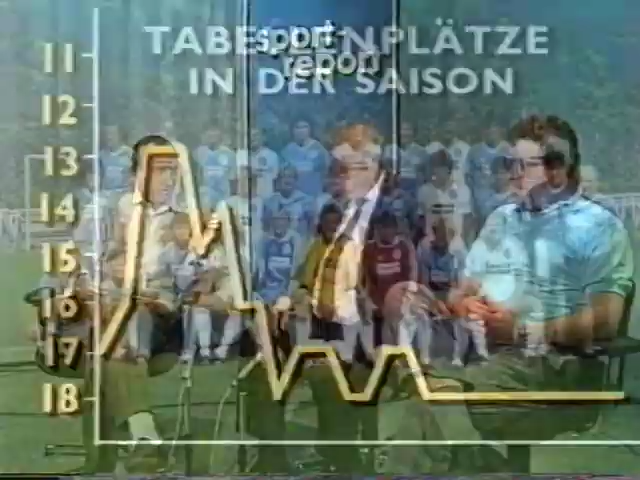 TABELLENPLÄTZE
sport-
report
IN DER SAISON
11
12
13
14
15
16
17
18